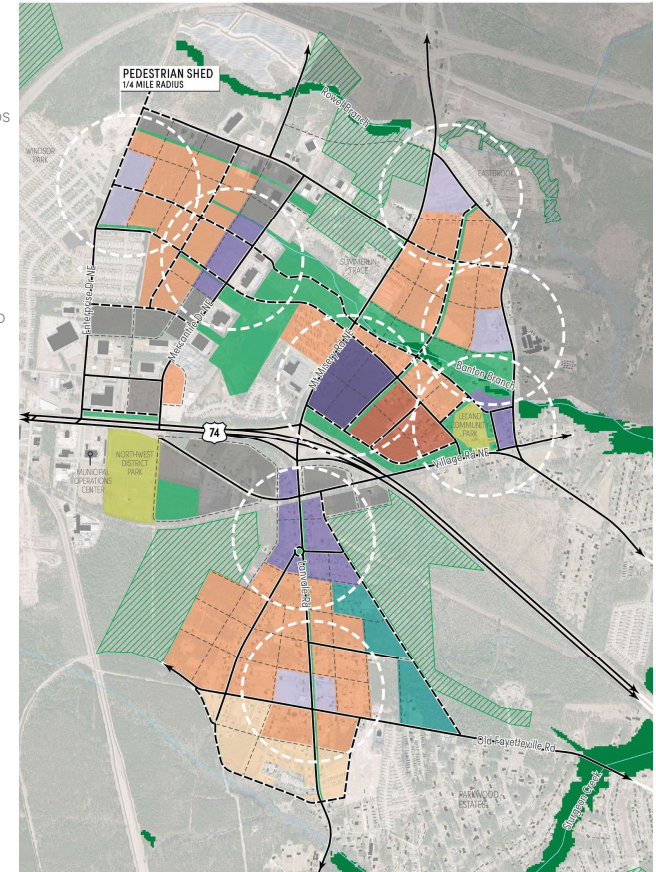 PEDESTRIAN SHED
1/4 MILE RADIUS
Rowel Branch
WINDSOR
PARK
EASTBROOK
SUMMERLIN
TRACE
Enterprise Dr NE
Mercantile Dr NE
Mt Misery Rd NE
Banton Branch
LELAND
COMMUNITY
PARK
74
Village Rd NE
NORTHWEST
DISTRICT
PARK
MUNICIPAL
OPERATIONS
CENTER
Lanvale Rd
Old Fayetteville Rd
PARKWOOD
ESTATES
Sturgeon Creek